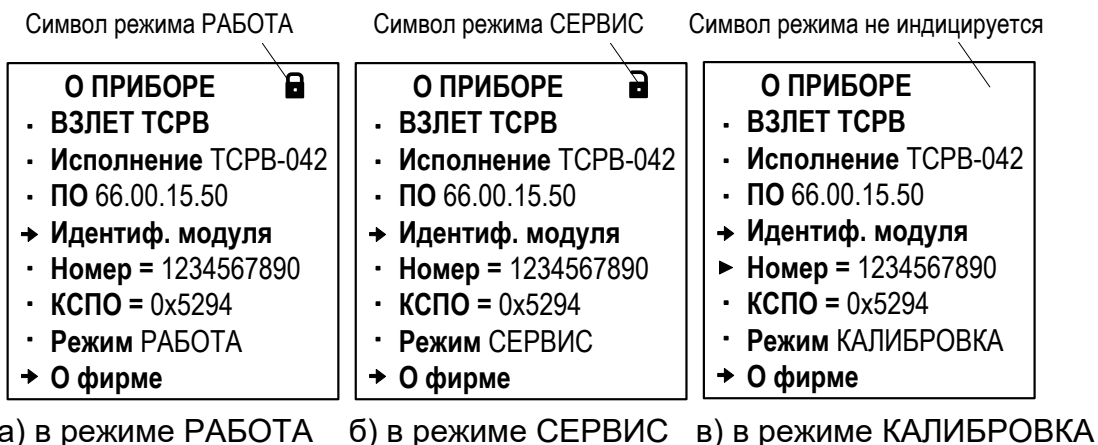 Символ режима РАБОТА
Символ режима СЕРВИС
Символ режима не индицируется
О ПРИБОРЕ
ВЗЛЕТ ТСРВ
Исполнение ТСРВ-042
ПО 66.00.15.50
Идентиф. модуля
Номер = 1234567890
КСПО = 0x5294
Режим РАБОТА
О фирме
О ПРИБОРЕ
ВЗЛЕТ ТСРВ
Исполнение ТСРВ-042
ПО 66.00.15.50
Идентиф. модуля
Номер = 1234567890
КСПО = 0x5294
Режим СЕРВИС
О фирме
О ПРИБОРЕ
ВЗЛЕТ ТСРВ
Исполнение ТСРВ-042
ПО 66.00.15.50
Идентиф. модуля
Номер = 1234567890
КСПО = 0x5294
Режим КАЛИБРОВКА
О фирме
а) в режиме РАБОТА
б) в режиме СЕРВИС
в) в режиме КАЛИБРОВКА